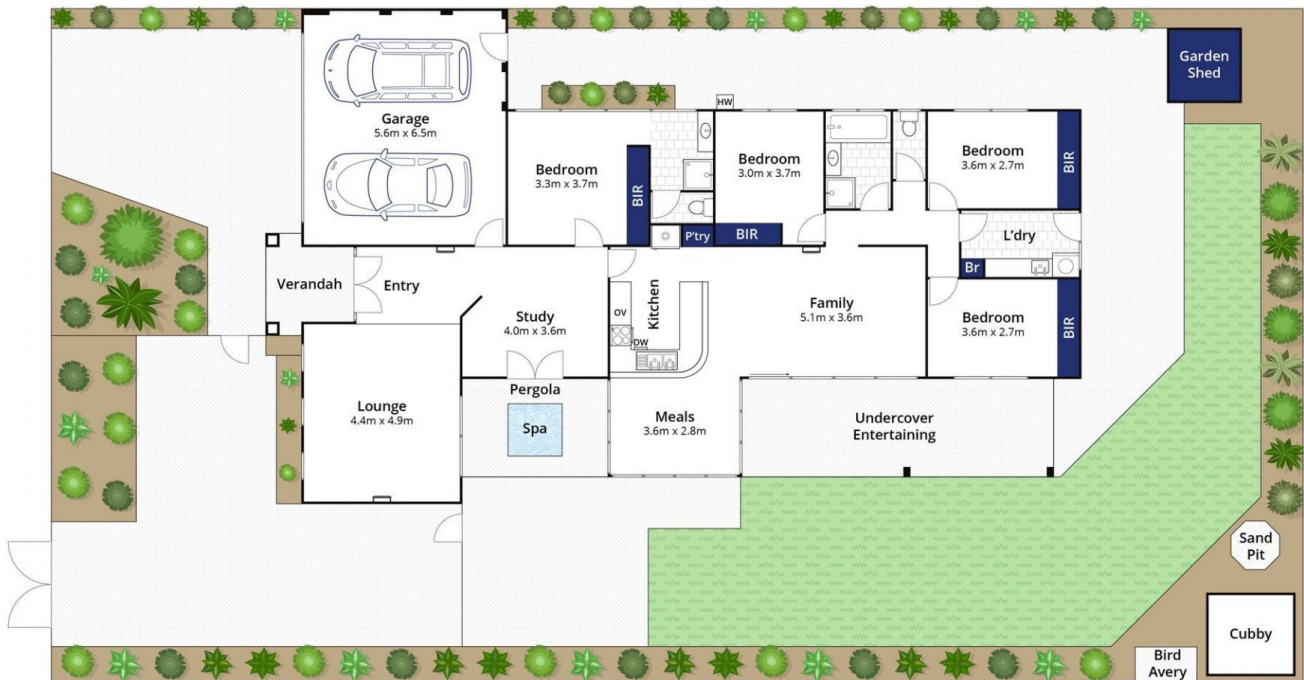 Garden
Shed
Garage
5.6m x 6.5m
HW
Bedroom
3.3m x 3.7m
BIR
Bedroom
3.0m x 3.7m
BIR
P'try
Bedroom
3.6m x 2.7m
BIR
L'dry
Br
Verandah
Entry
Study
4.0m x 3.6m
Kitchen
OV
DW
Family
5.1m x 3.6m
Bedroom
3.6m x 2.7m
BIR
Lounge
4.4m x 4.9m
Pergola
Spa
Meals
3.6m x 2.8m
Undercover
Entertaining
Sand
Pit
Cubby
Bird
Avery